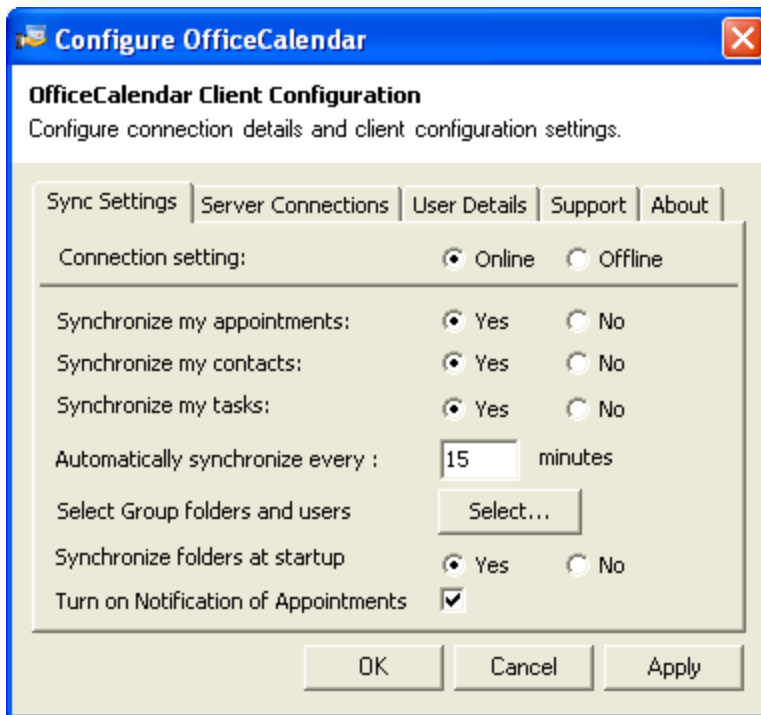 Configure OfficeCalendar
OfficeCalendar Client Configuration
Configure connection details and client configuration settings.
Sync Settings Server Connections User Details Support About
Connection setting: Online Offline
Synchronize my appointments: Yes No
Synchronize my contacts: Yes No
Synchronize my tasks: Yes No
Automatically synchronize every : 15 minutes
Select Group folders and users Select...
Synchronize folders at startup Yes No
Turn on Notification of Appointments
OK Cancel Apply